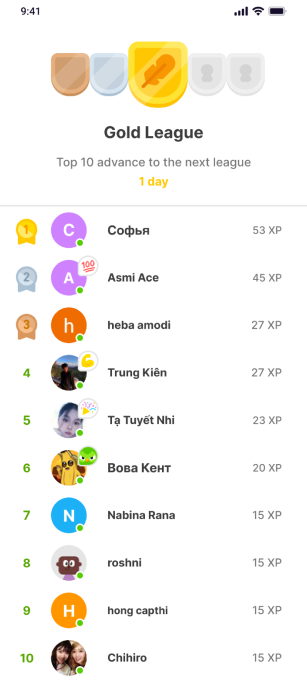 9:41
Gold League
Top 10 advance to the next league
1 day
1 С Софья 53 XP
2 A 100 Asmi Ace 45 XP
3 h heba amodi 27 XP
4 Trung Kiên 27 XP
5 Tạ Tuyết Nhi 23 XP
6 Вова Кент 20 XP
7 N Nabina Rana 15 XP
8 roshni 15 XP
9 H hong capthi 15 XP
10 Chihiro 15 XP